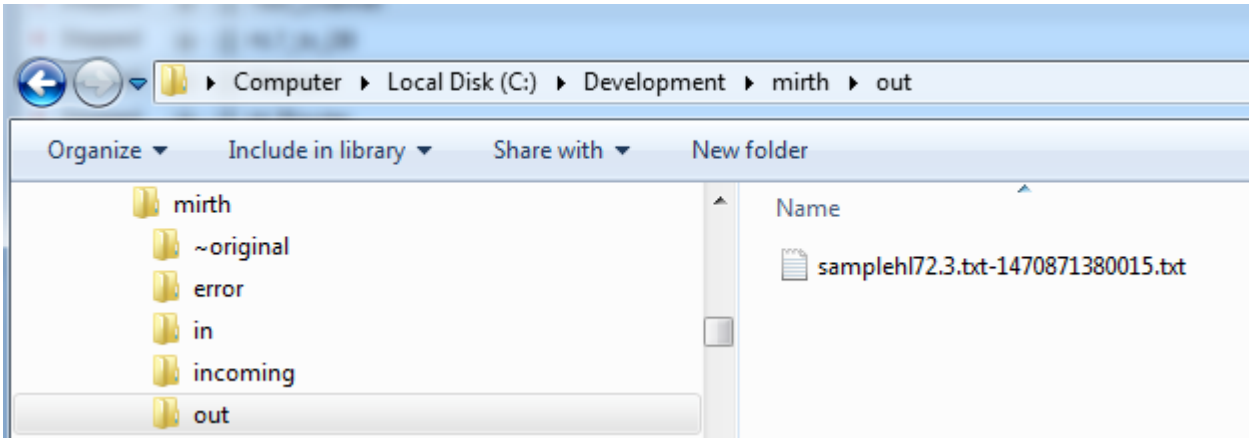 Computer Local Disk (C:) Development mirth out
Organize Include in library Share with New folder
mirth
~original
error
in
incoming
out
Name
samplehl72.3.txt-1470871380015.txt